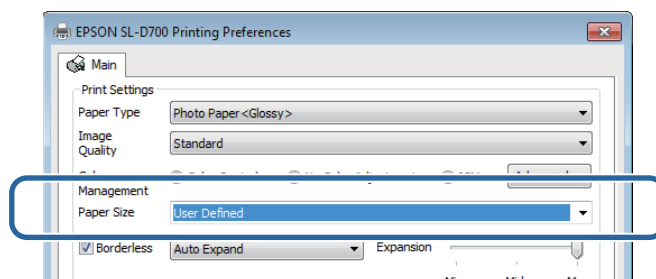 EPSON SL-D700 Printing Preferences
Main
Print Settings
Paper Type Photo Paper<Glossy>
Image
Quality Standard
Management
Paper Size User Defined
Borderless Auto Expand Expansion